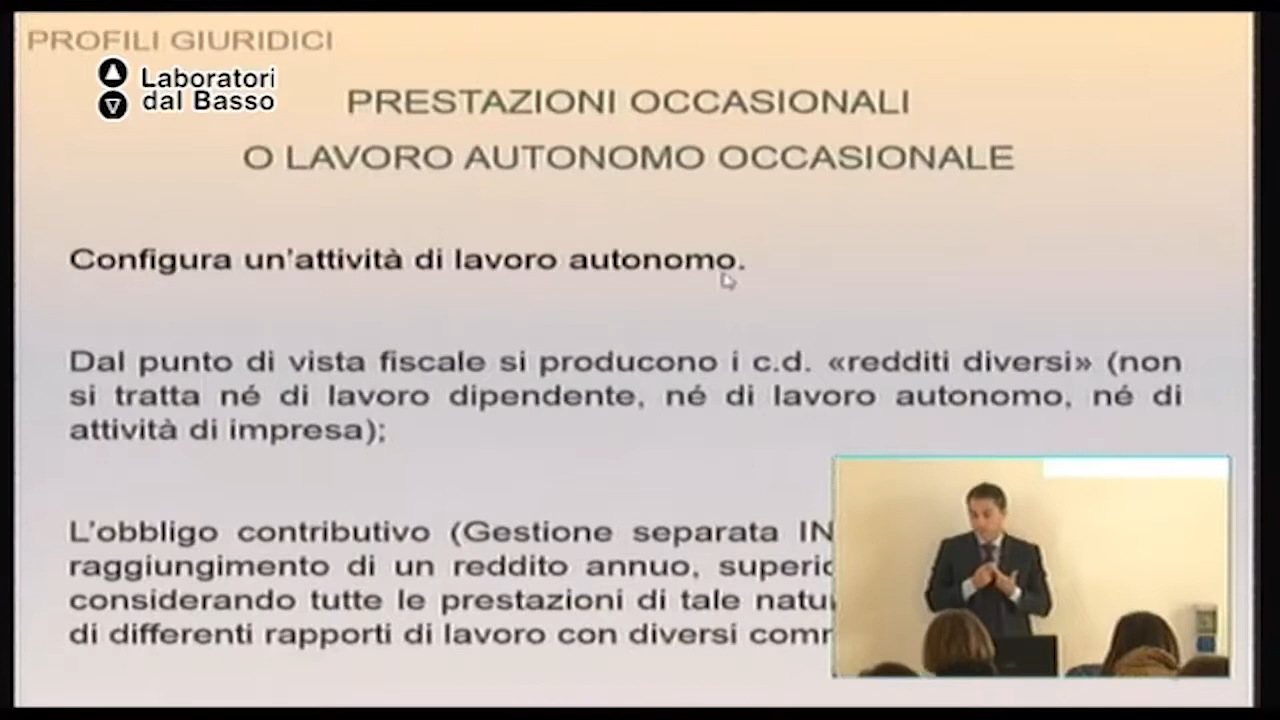 PROFILI GIURIDICI
Laboratori
dal Basso
PRESTAZIONI OCCASIONALI
O LAVORO AUTONOMO OCCASIONALE
Configura un'attività di lavoro autonomo.
Dal punto di vista fiscale si producono i c.d. «redditi diversi» (non
si tratta né di lavoro dipendente, né di lavoro autonomo, né di
attività di impresa);
L'obbligo contributivo (Gestione separata IN
raggiungimento di un reddito annuo,
considerando tutte le prestazioni di tale
di differenti rapporti di lavoro con diversi